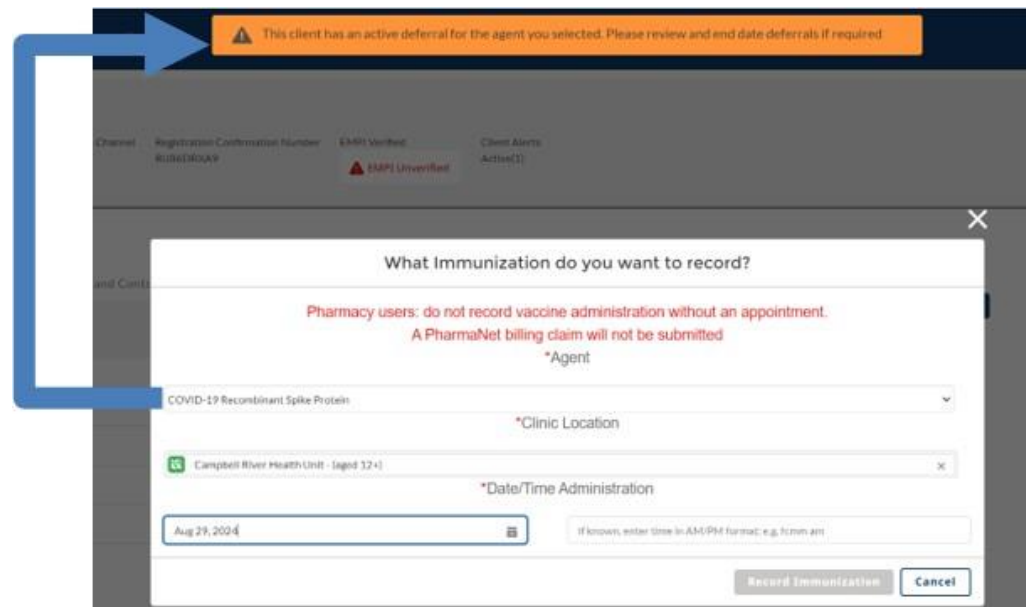 This client has an active deferral for the agent you selected. Please review and end date deferrals if required
Channel Registration Confirmation Number EMPI Verified Client Alerts
Active(1)
EMPI Unverified
What Immunization do you want to record?
and
Pharmacy users: do not record vaccine administration without an appointment.
A PharmaNet billing claim will not be submitted
*Agent
COVID-19 Recombinant Spike Protein
*Clinic Location
Campbell River Health Unit - (aged 12+)
*Date/Time Administration
Aug 29, 2024
If known, enter time in AM/PM format: e.g.
Record Immunization Cancel